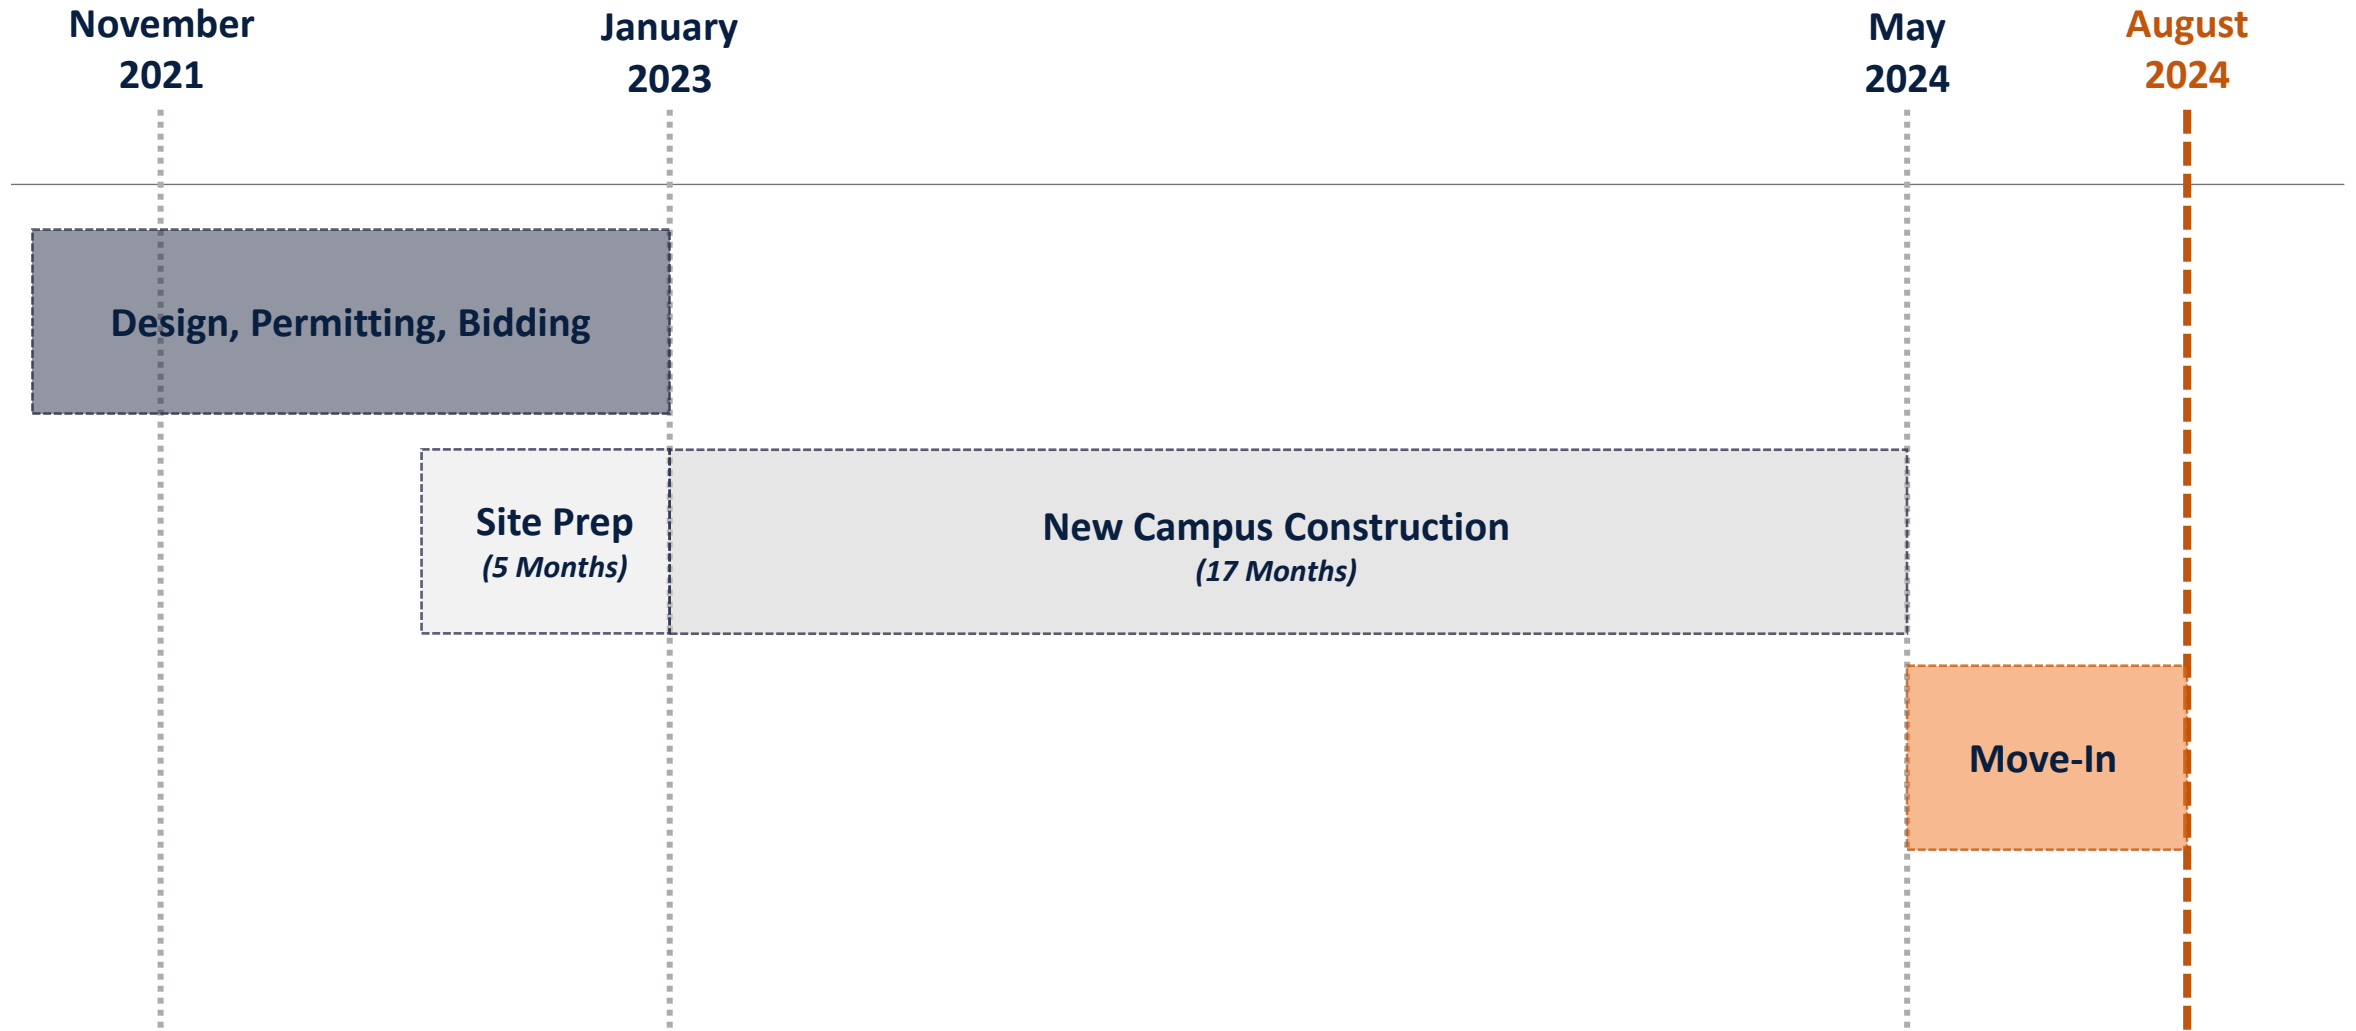 November
2021
January
2023
May
2024
August
2024
Design, Permitting, Bidding
Site Prep
(5 Months)
New Campus Construction
(17 Months)
Move-In